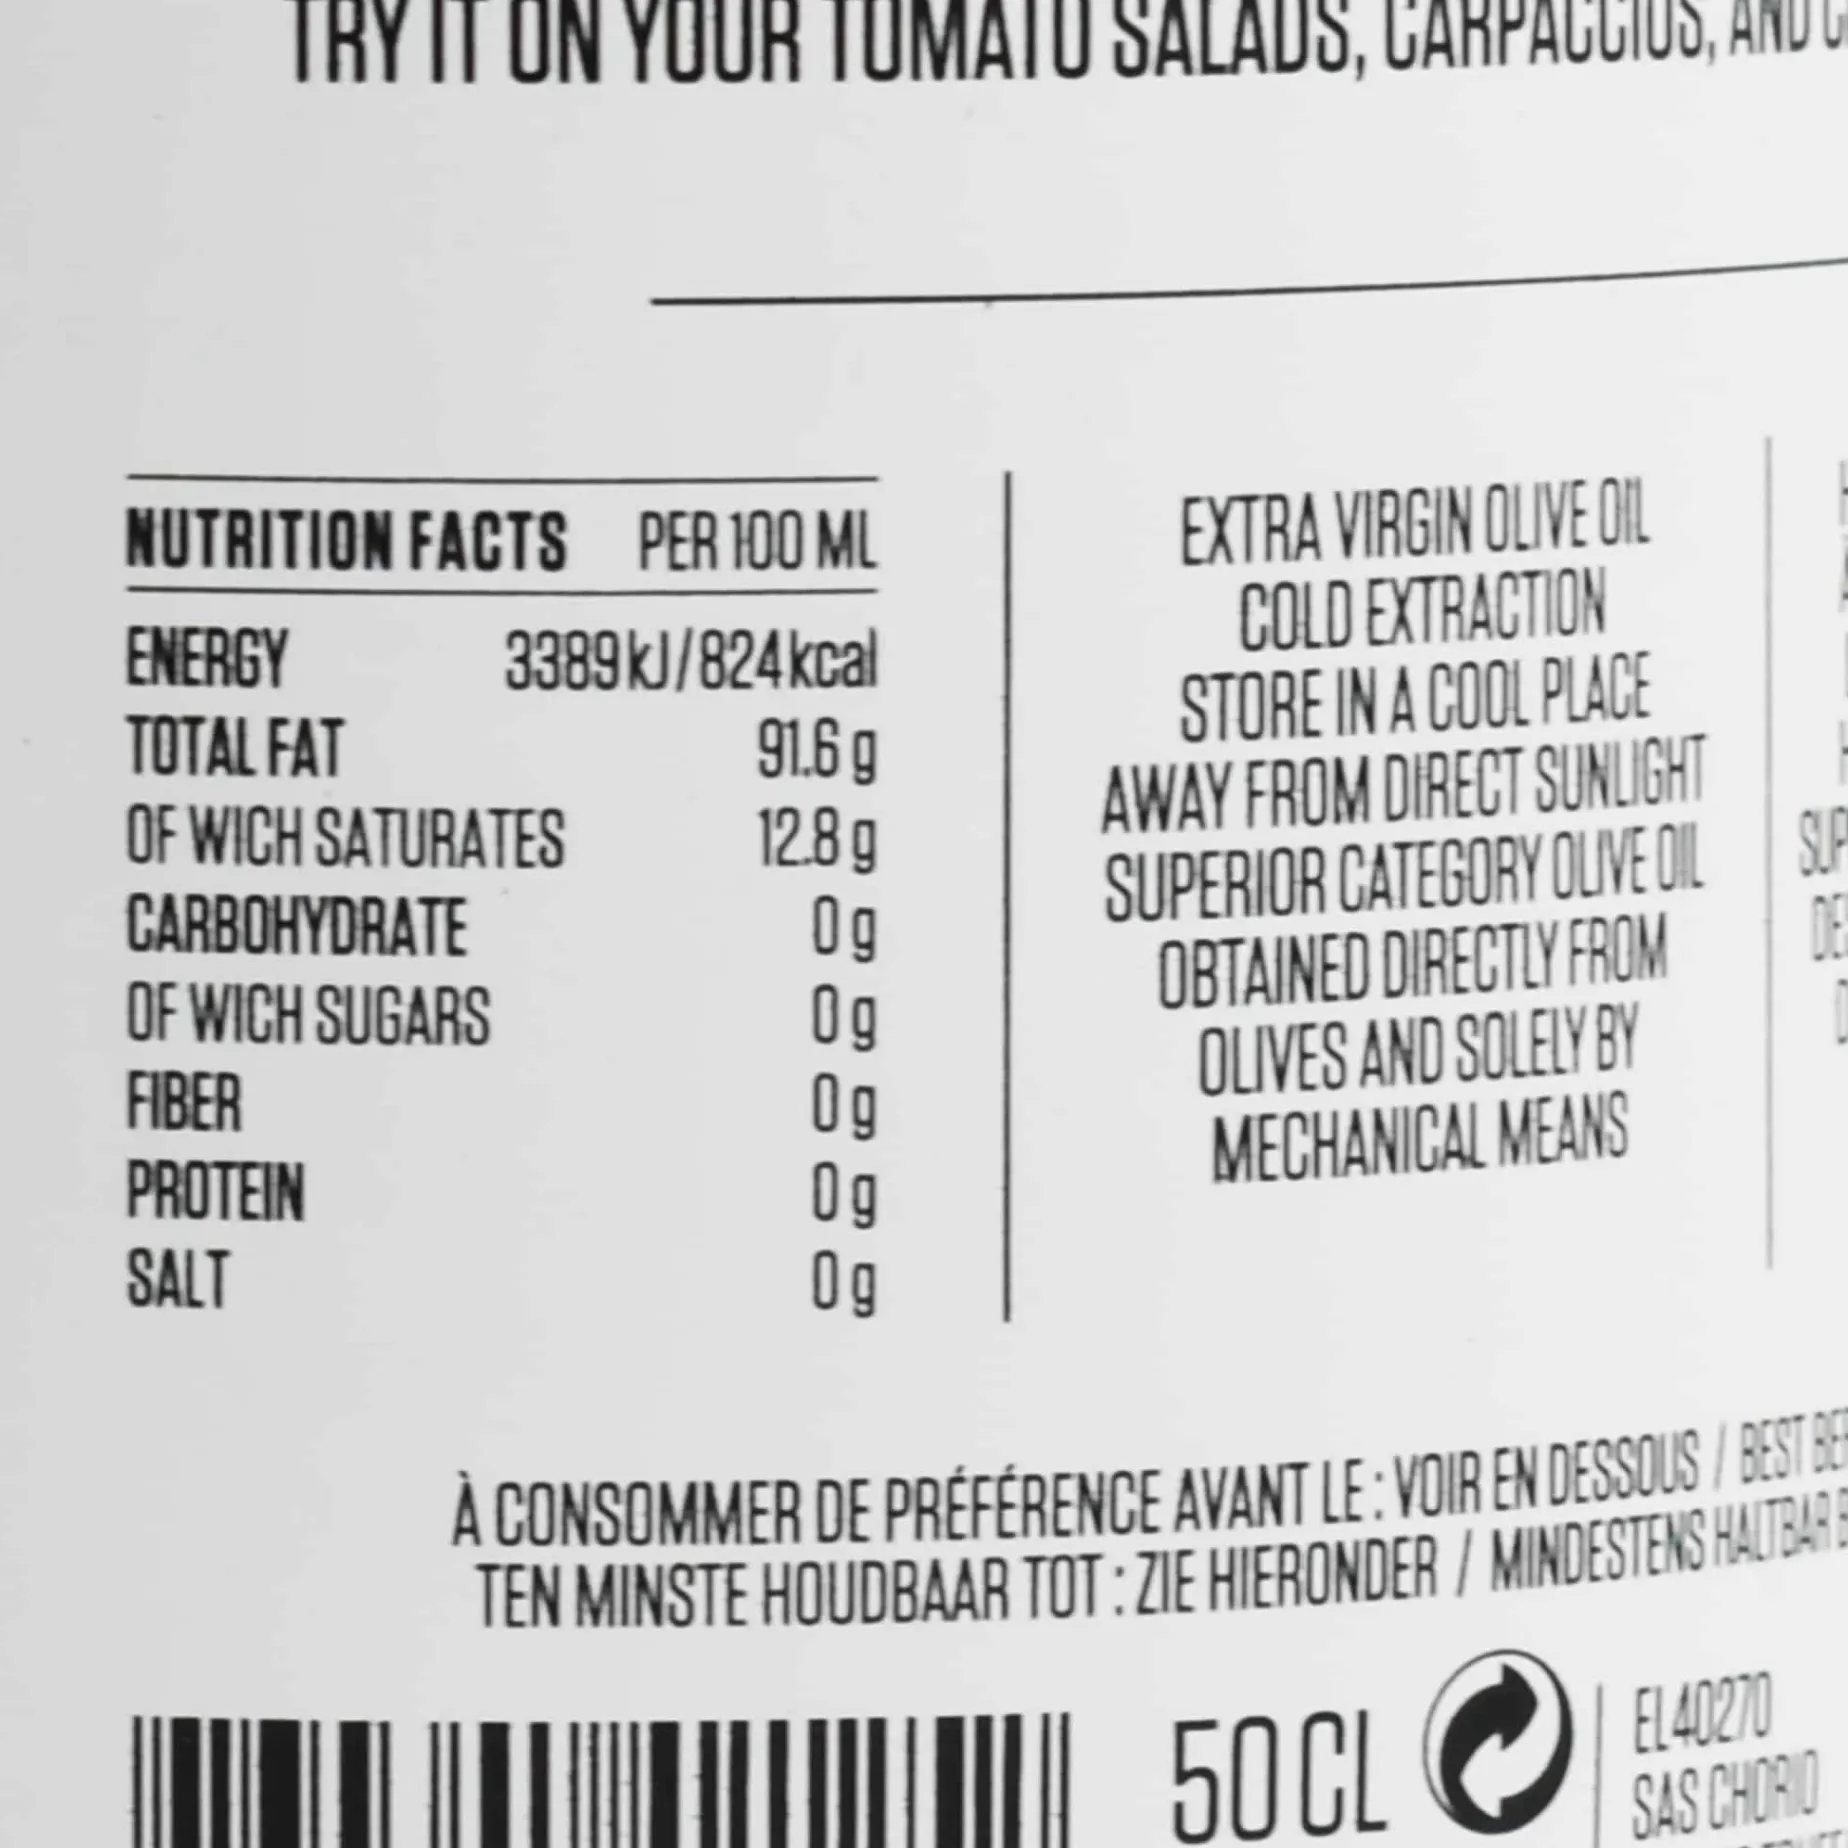 TRY IT ON YOUR TOMATO SALADS, CARPACCIOS, AND
NUTRITION FACTS PER 100 ML
ENERGY 3389 kJ/824 kcal
TOTAL FAT 91.6 g
OF WICH SATURATES 12.8 g
CARBOHYDRATE 0 g
OF WICH SUGARS 0 g
FIBER 0 g
PROTEIN 0 g
SALT 0 g
EXTRA VIRGIN OLIVE OIL
COLD EXTRACTION
STORE IN A COOL PLACE
AWAY FROM DIRECT SUNLIGHT
SUPERIOR CATEGORY OLIVE OIL
OBTAINED DIRECTLY FROM
OLIVES AND SOLELY BY
MECHANICAL MEANS
À CONSOMMER DE PRÉFÉRENCE AVANT LE : VOIR EN DESSOUS / BEST
TEN MINSTE HOUDBAAR TOT : ZIE HIERONDER / MINDESTENS HALTBAR
50 CL
EL40270
SAS CHORIO